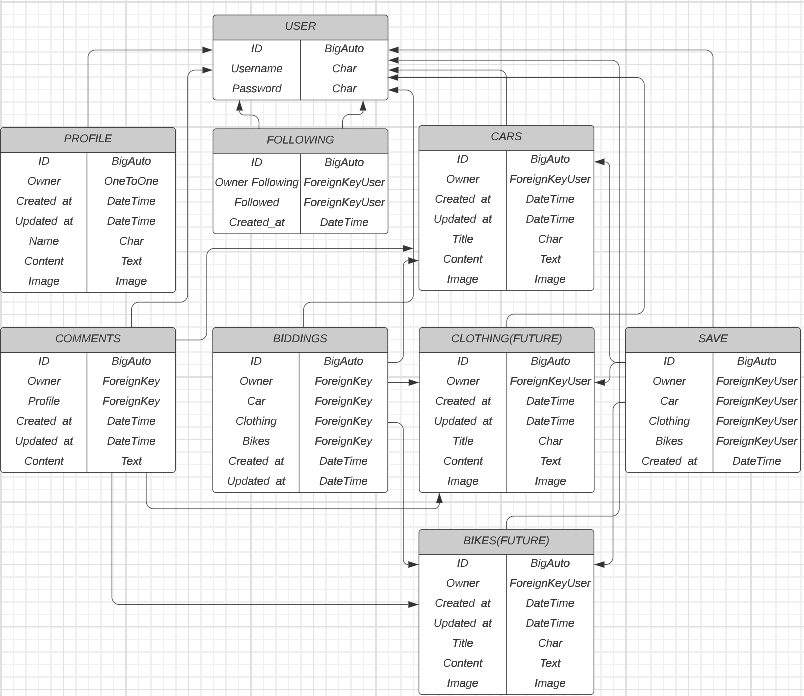 USER
ID BigAuto
Username Char
Password Char
PROFILE
ID BigAuto
Owner OneToOne
Created at DateTime
Updated at DateTime
Name Char
Content Text
Image Image
FOLLOWING
ID BigAuto
Owner Following ForeignKeyUser
Followed ForeignKeyUser
Created_at DateTime
CARS
ID BigAuto
Owner ForeignKeyUser
Created at DateTime
Updated at DateTime
Title Char
Content Text
Image Image
COMMENTS
ID BigAuto
Owner ForeignKey
Profile ForeignKey
Created at DateTime
Updated at DateTime
Content Text
BIDDINGS
ID BigAuto
Owner ForeignKey
Car ForeignKey
Clothing ForeignKey
Bikes ForeignKey
Created at DateTime
Updated at DateTime
CLOTHING(FUTURE)
ID BigAuto
Owner ForeignKeyUser
Created at DateTime
Updated at DateTime
Title Char
Content Text
Image Image
SAVE
ID BigAuto
Owner ForeignKeyUser
Car ForeignKeyUser
Clothing ForeignKeyUser
Bikes ForeignKeyUser
Created at DateTime
BIKES(FUTURE)
ID BigAuto
Owner ForeignKeyUser
Created at DateTime
Updated at DateTime
Title Char
Content Text
Image Image